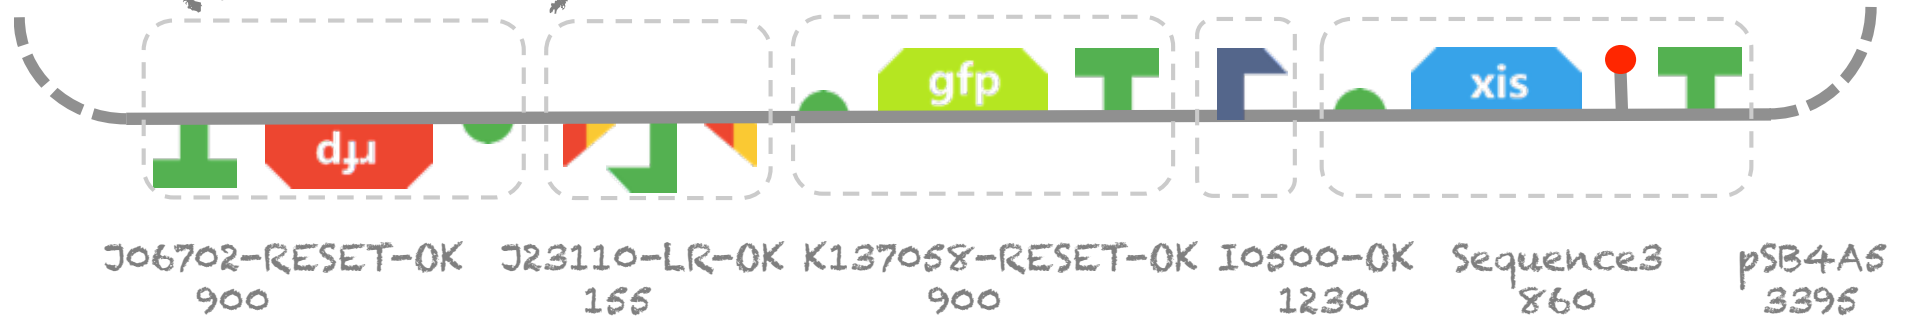 rfp
gfp
xis
J06702-RESET-OK J23110-LR-OK K137058-RESET-OK I0500-OK Sequence3 pSB4A5
900 155 900 1230 860 3395